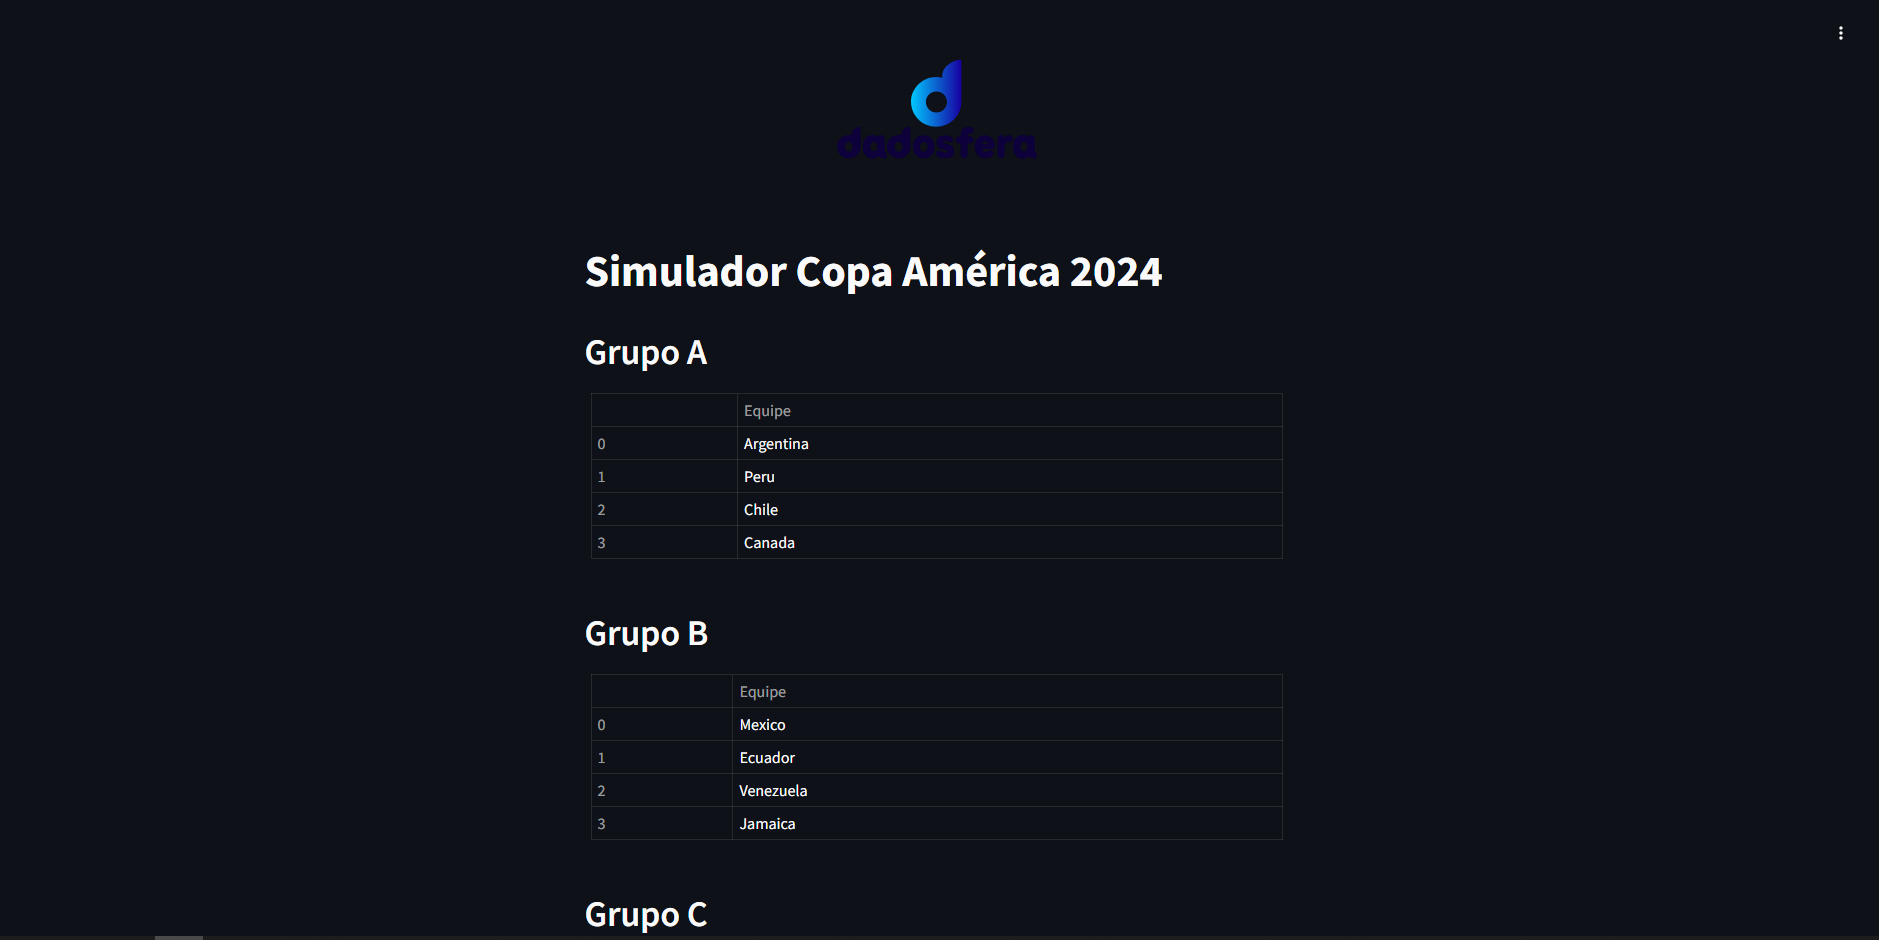 dadosfera
Simulador Copa América 2024
Grupo A
Equipe
0 Argentina
1 Peru
2 Chile
3 Canada
Grupo B
Equipe
0 Mexico
1 Ecuador
2 Venezuela
3 Jamaica
Grupo C